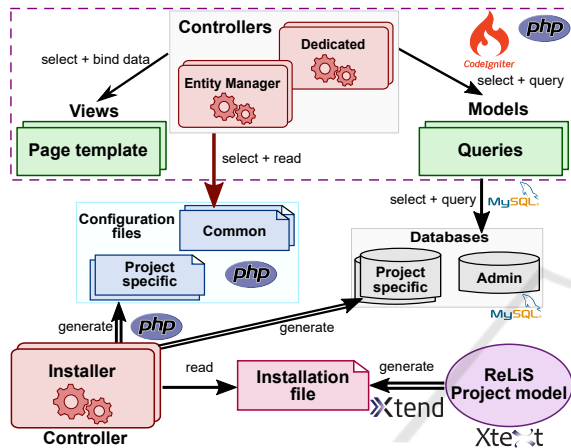 Controllers
Dedicated
Entity Manager
CodeIgniter
php
select + bind data
select + query
Views
Page template
Models
Queries
select + read
select + query
MySQL
Configuration
files
Common
Project
specific
php
Databases
Project
specific
Admin
MySQL
generate
php
generate
Installer
Controller
read
Installation
file
generate
Xtend
ReLiS
Project model
Xtext